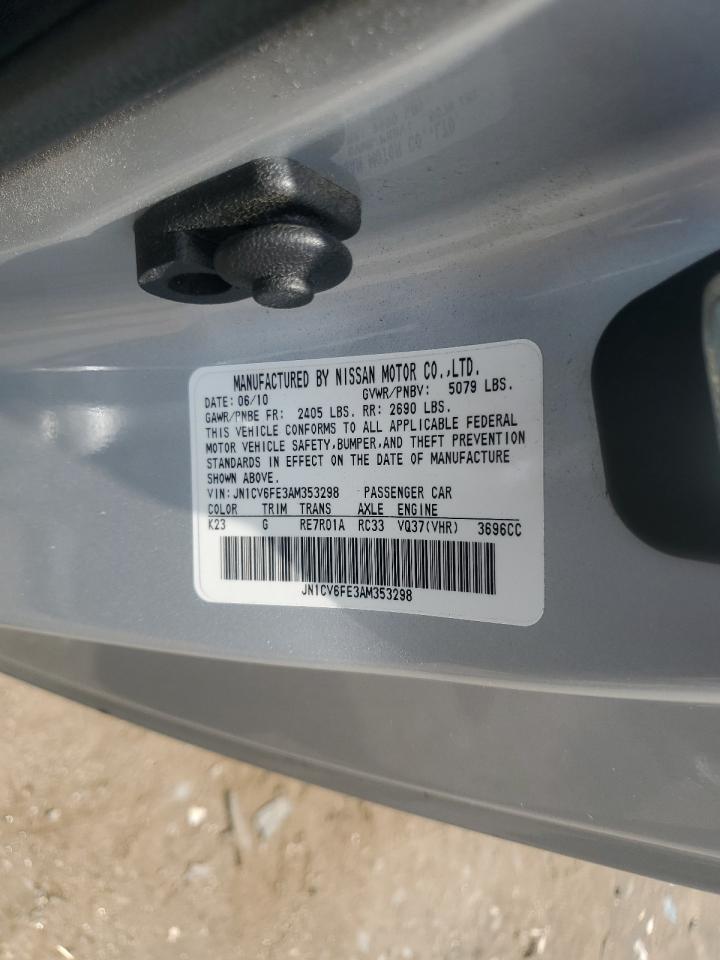 MANUFACTURED BY NISSAN MOTOR CO.,LTD.
DATE: 06/10 GVWR/PNBV: 5079 LBS.
GAWR/PNBE FR: 2405 LBS. RR: 2690 LBS.
THIS VEHICLE CONFORMS TO ALL APPLICABLE FEDERAL
MOTOR VEHICLE SAFETY,BUMPER,AND THEFT PREVENTION
STANDARDS IN EFFECT ON THE DATE OF MANUFACTURE
SHOWN ABOVE.
VIN:JN1CV6FE3AM353298 PASSENGER CAR
COLOR TRIM TRANS AXLE ENGINE
K23 G RE7R01A RC33 VQ37(VHR) 3696CC
JN1CV6FE3AM353298